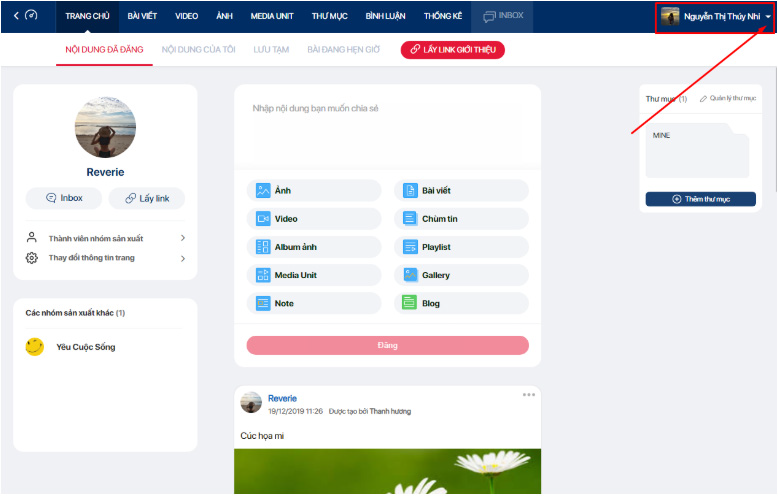 TRANG CHỦ BÀI VIẾT VIDEO ẢNH MEDIA UNIT THƯ MỤC BÌNH LUẬN THỐNG KÊ INBOX Nguyễn Thị Thúy Nhi
NỘI DUNG ĐÃ ĐĂNG NỘI DUNG CỦA TÔI LƯU TẠM BÀI ĐANG HẸN GIỜ LẤY LINK GIỚI THIỆU
Reverie
Inbox Lấy link
Thành viên nhóm sản xuất
Thay đổi thông tin trang
Các nhóm sản xuất khác (1)
Yêu Cuộc Sống
Nhập nội dung bạn muốn chia sẻ
Ảnh Bài viết
Video Chùm tin
Album ảnh Playlist
Media Unit Gallery
Note Blog
Đăng
Reverie
19/12/2019 11:26 Được tạo bởi Thanh hương
Cúc họa mi
Thư mục (1) Quản lý thư mục
MINE
Thêm thư mục